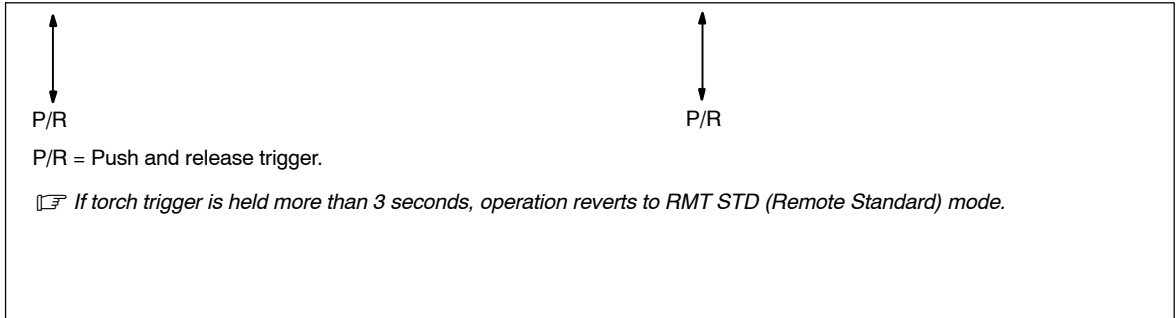 P/R P/R
P/R = Push and release trigger.
If torch trigger is held more than 3 seconds, operation reverts to RMT STD (Remote Standard) mode.